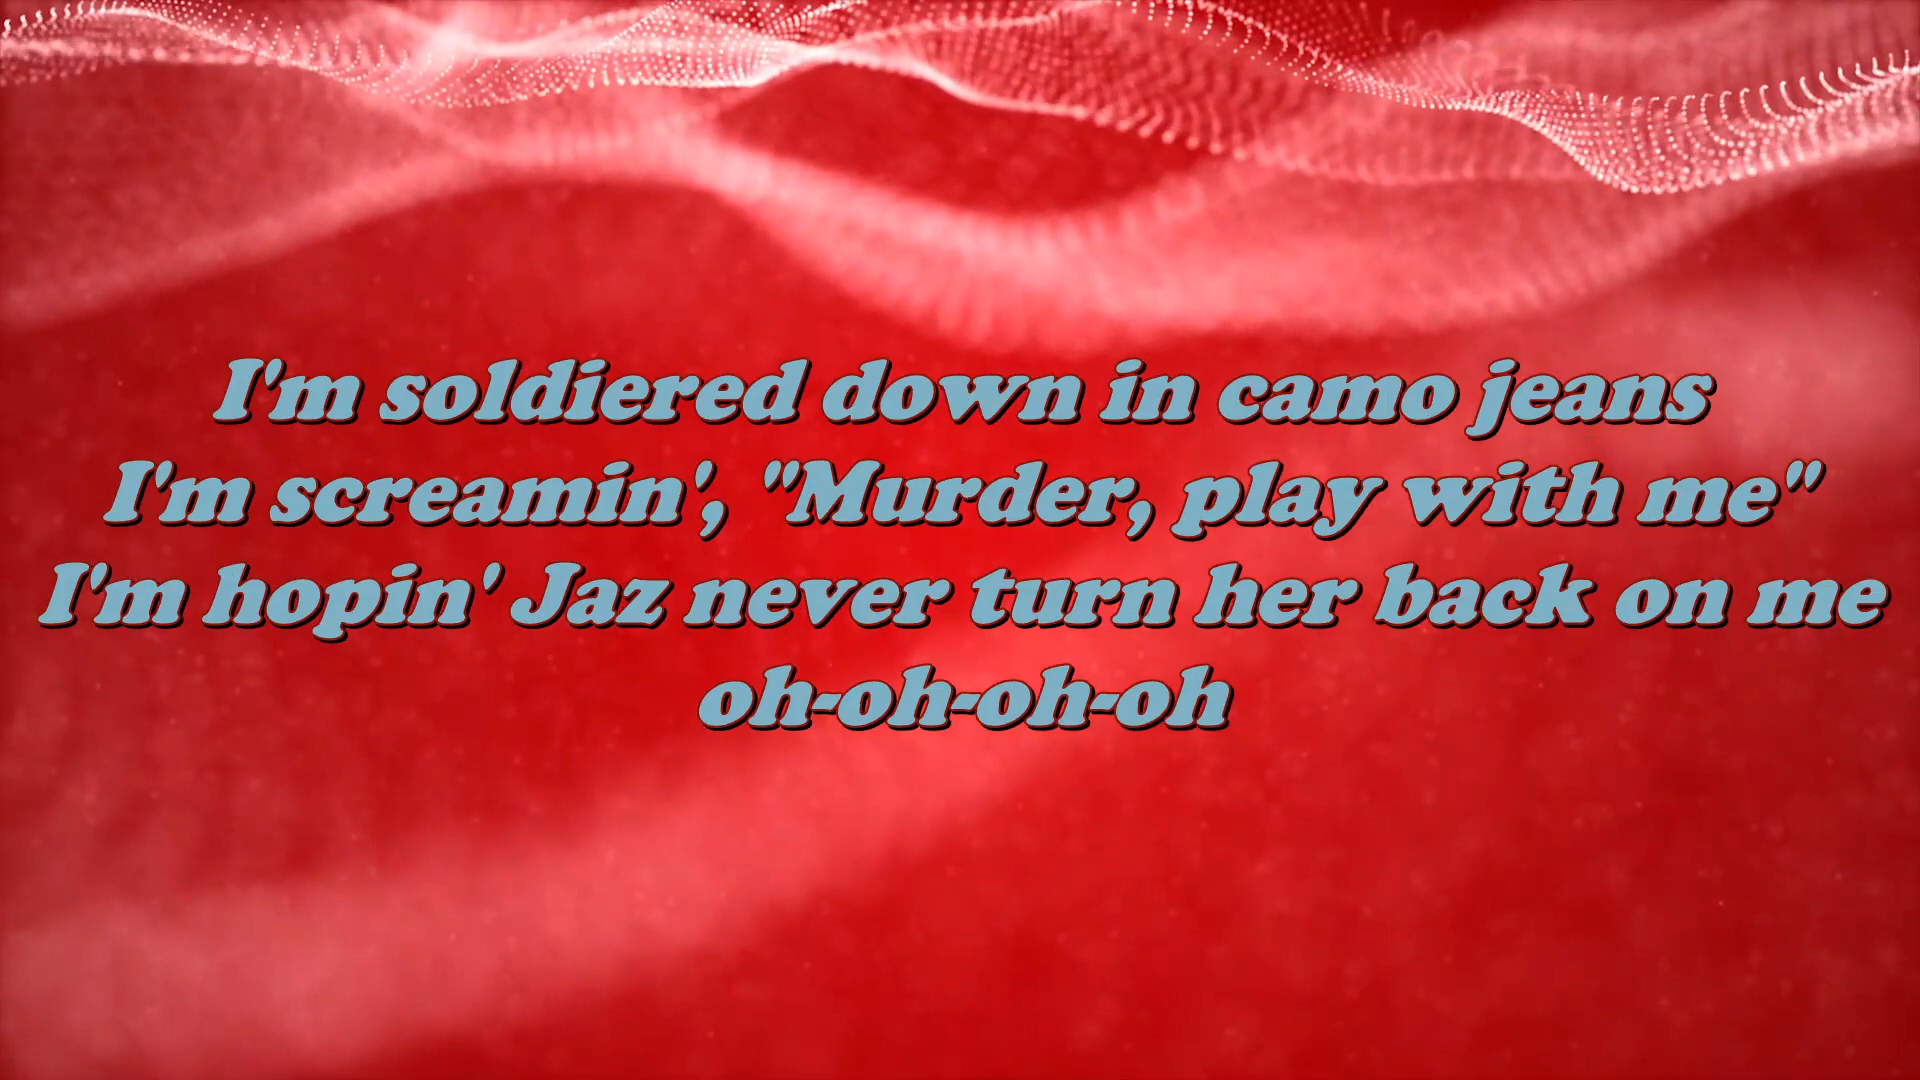 I'm soldiered down in camo jeans
I'm screamin', "Murder, play with me"
I'm hopin' Jaz never turn her back on me
oh-oh-oh-oh